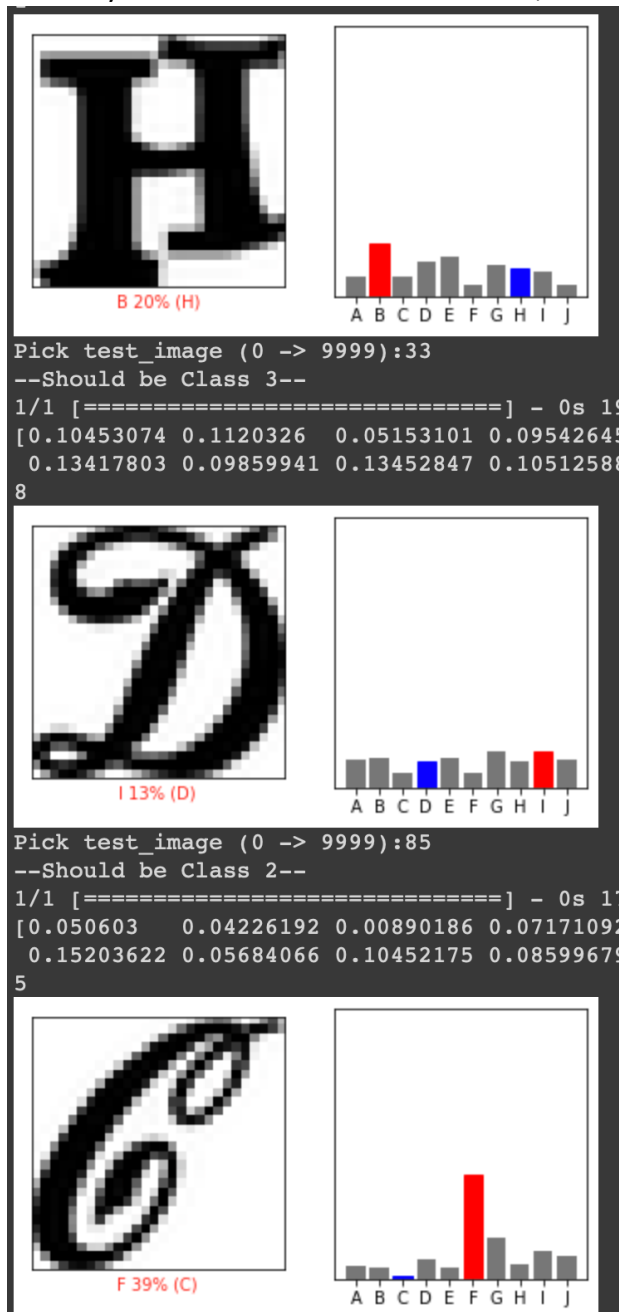 H
B 20% (H)
A B C D E F G H I J
Pick test_image (0 -> 9999):33
--Should be Class 3--
1/1 [==============================] - 0s 19
[0.10453074 0.1120326  0.05153101 0.09542645
 0.13417803 0.09859941 0.13452847 0.10512588
8
D
I 13% (D)
A B C D E F G H I J
Pick test_image (0 -> 9999):85
--Should be Class 2--
1/1 [==============================] - 0s 17
[0.050603   0.04226192 0.00890186 0.07171092
 0.15203622 0.05684066 0.10452175 0.08599679
5
C
F 39% (C)
A B C D E F G H I J